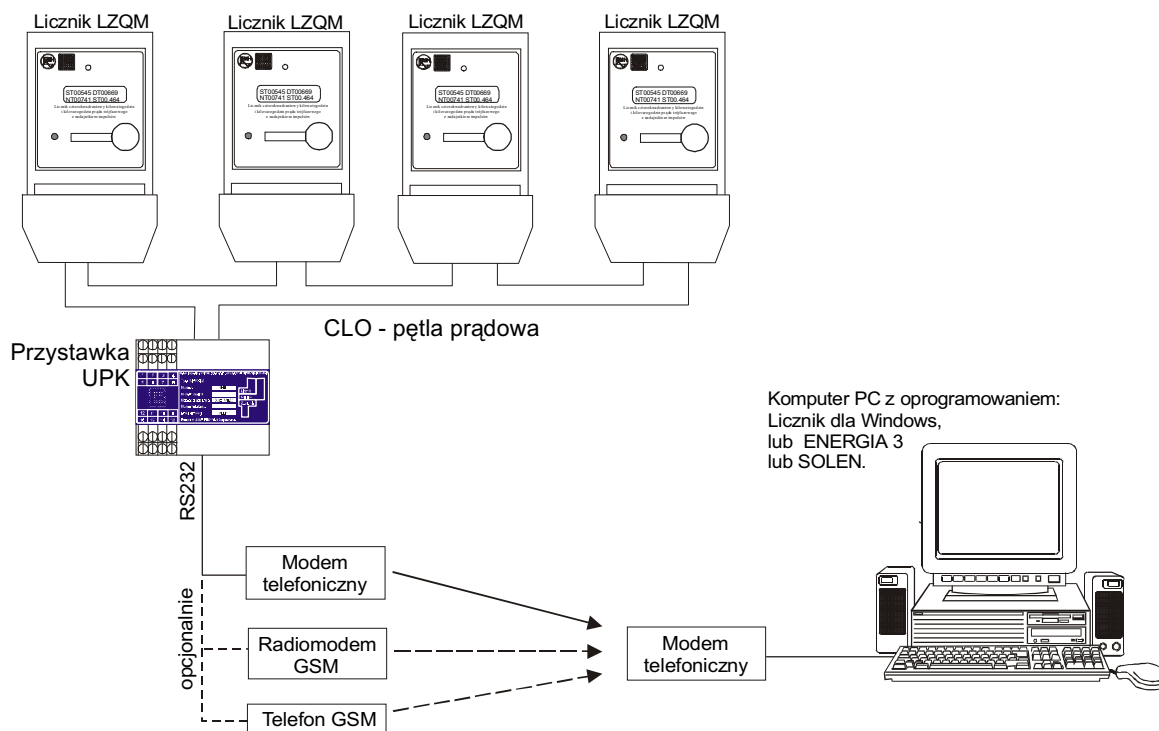 Licznik LZQM
Licznik LZQM
Licznik LZQM
Licznik LZQM
ST00545 DT00669
NT00741 ST00.464
ST00545 DT00669
NT00741 ST00.464
ST00545 DT00669
NT00741 ST00.464
ST00545 DT00669
NT00741 ST00.464
CLO - pętla prądowa
Przystawka
UPK
RS232
Komputer PC z oprogramowaniem:
Licznik dla Windows,
lub ENERGIA 3
lub SOLEN.
Modem
telefoniczny
opcjonalnie
Radiomodem
GSM
Modem
telefoniczny
Telefon GSM